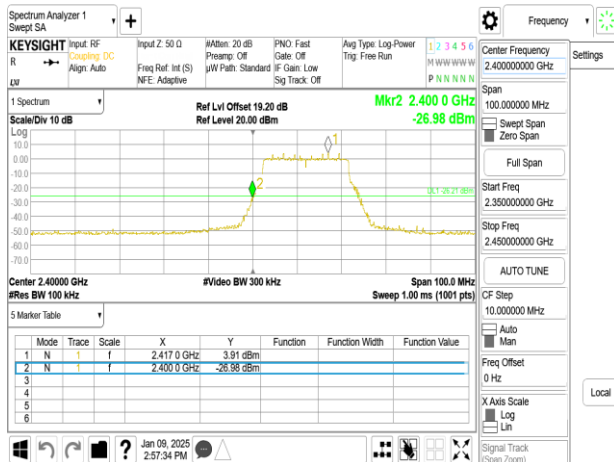 Spectrum Analyzer 1
Swept SA
+
Frequency
KEYSIGHT
R
Input: RF
Coupling: DC
Align: Auto
Input Z: 50 Ω
Freq Ref: Int (S)
NFE: Adaptive
#Atten: 20 dB
Preamp: Off
µW Path: Standard
PNO: Fast
Gate: Off
IF Gain: Low
Sig Track: Off
Avg Type: Log-Power
Trig: Free Run
1 2 3 4 5 6
M W W W W W
P N N N N N
Center Frequency
2.400000000 GHz
Settings
1 Spectrum
Scale/Div 10 dB
Ref Lvl Offset 19.20 dB
Ref Level 20.00 dBm
Mkr2 2.400 0 GHz
-26.98 dBm
Span
100.000000 MHz
Swept Span
Zero Span
Full Span
Start Freq
2.350000000 GHz
Stop Freq
2.450000000 GHz
AUTO TUNE
CF Step
10.000000 MHz
Auto
Man
Freq Offset
0 Hz
X Axis Scale
Log
Lin
Signal Track
(Span Zoom)
Local
Log
10.0
0.00
-10.0
-20.0
-30.0
-40.0
-50.0
-60.0
-70.0
1
2
Center 2.40000 GHz
#Res BW 100 kHz
#Video BW 300 kHz
Span 100.0 MHz
Sweep 1.00 ms (1001 pts)
5 Marker Table
Mode Trace Scale X Y Function Function Width Function Value
1 N 1 f 2.417 0 GHz 3.91 dBm
2 N 1 f 2.400 0 GHz -26.98 dBm
3
4
5
6
?
Jan 09, 2025
2:57:34 PM